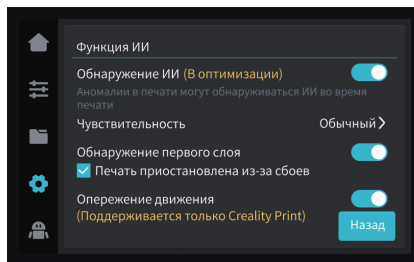 Функция ИИ
Обнаружение ИИ (В оптимизации)
Аномалии в печати могут обнаруживаться ИИ во время
печати
Чувствительность Обычный
Обнаружение первого слоя
Печать приостановлена из-за сбоев
Опережение движения
(Поддерживается только Creality Print)
Назад